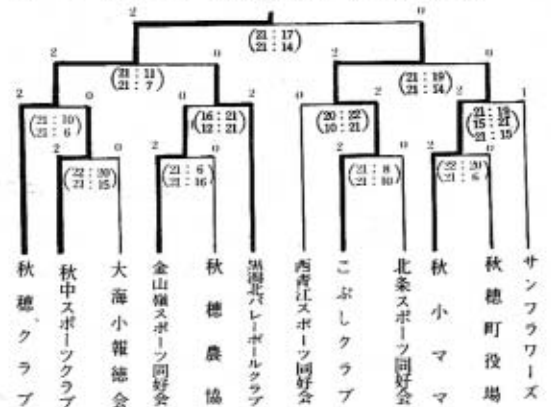 2 0
(21:17
21:14)
2 0 2 0
(21:11
21:7)
(21:19
21:14)
2 0 0 2 0 2 2 1
(21:10
21:6)
(16:21
12:21)
(20:22
10:21)
(21:19
15:21
21:15)
2 0 2 0 2 0 2 0
(22:20
21:15)
(21:6
21:16)
(21:8
21:10)
(22:20
21:6)
秋穂クラブ
秋中スポーツクラブ
大海小報徳会
金山嶺スポーツ同好会
秋穂農協
黒潟北バレーボールクラブ
西青江スポーツ同好会
こぶしクラブ
北条スポーツ同好会
秋小ママ
秋穂町役場
サンフラワーズ